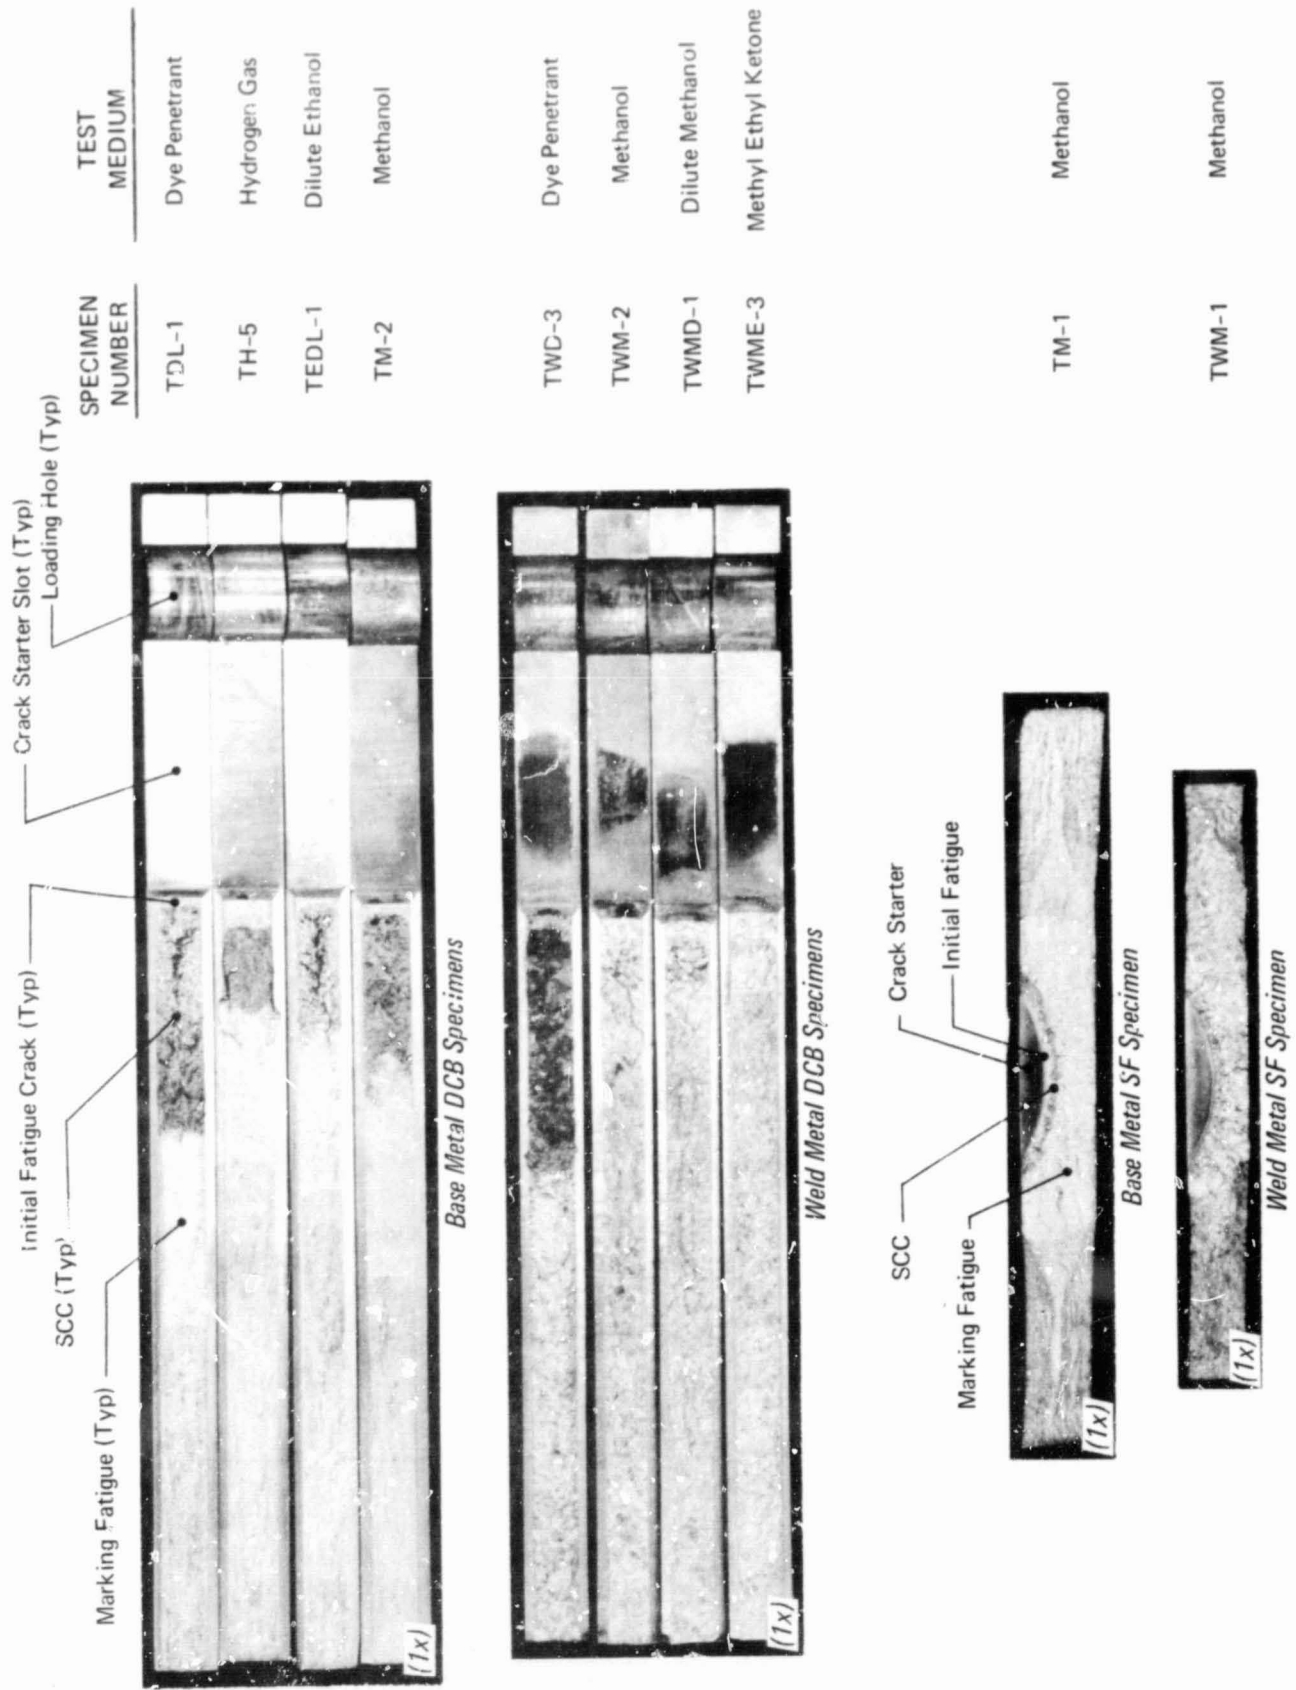 Crack Starter Slot (Typ)
Loading Hole (Typ)
Initial Fatigue Crack (Typ)
SCC (Typ)
Marking Fatigue (Typ)
SPECIMEN
NUMBER
TEST
MEDIUM
TDL-1 Dye Penetrant
TH-5 Hydrogen Gas
TEDL-1 Dilute Ethanol
TM-2 Methanol
(1x)
Base Metal DCB Specimens
TWD-3 Dye Penetrant
TWM-2 Methanol
TWMD-1 Dilute Methanol
TWME-3 Methyl Ethyl Ketone
(1x)
Weld Metal DCB Specimens
Crack Starter
Initial Fatigue
SCC
Marking Fatigue
TM-1 Methanol
(1x)
Base Metal SF Specimen
TWM-1 Methanol
(1x)
Weld Metal SF Specimen